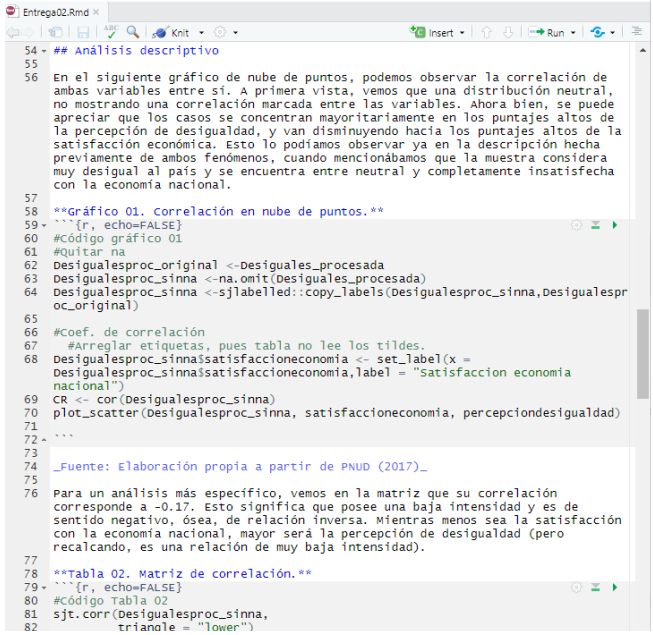 Entrega02.Rmd
ABC Knit Insert Run
54 ## Análisis descriptivo
55
56 En el siguiente gráfico de nube de puntos, podemos observar la correlación de
ambas variables entre sí. A primera vista, vemos que una distribución neutral,
no mostrando una correlación marcada entre las variables. Ahora bien, se puede
apreciar que los casos se concentran mayoritariamente en los puntajes altos de
la percepción de desigualdad, y van disminuyendo hacia los puntajes altos de la
satisfacción económica. Esto lo podíamos observar ya en la descripción hecha
previamente de ambos fenómenos, cuando mencionábamos que la muestra considera
muy desigual al país y se encuentra entre neutral y completamente insatisfecha
con la economía nacional.
57
58 **Gráfico 01. Correlación en nube de puntos.**
59 ```{r, echo=FALSE}
60 #Código gráfico 01
61 #Quitar na
62 Desigualesproc_original <-Desiguales_procesada
63 Desigualesproc_sinna <-na.omit(Desiguales_procesada)
64 Desigualesproc_sinna <-sjlabelled::copy_labels(Desigualesproc_sinna,Desigualespr
oc_original)
65
66 #Coef. de correlación
67 #Arreglar etiquetas, pues tabla no lee los tildes.
68 Desigualesproc_sinna$satisfaccioneconomia <- set_label(x =
Desigualesproc_sinna$satisfaccioneconomia,label = "Satisfaccion economia
nacional")
69 CR <- cor(Desigualesproc_sinna)
70 plot_scatter(Desigualesproc_sinna, satisfaccioneconomia, percepciondesigualdad)
71
72 ```
73
74 _Fuente: Elaboración propia a partir de PNUD (2017)_
75
76 Para un análisis más específico, vemos en la matriz que su correlación
corresponde a -0.17. Esto significa que posee una baja intensidad y es de
sentido negativo, ósea, de relación inversa. Mientras menos sea la satisfacción
con la economía nacional, mayor será la percepción de desigualdad (pero
recalcando, es una relación de muy baja intensidad).
77
78 **Tabla 02. Matriz de correlación.**
79 ```{r, echo=FALSE}
80 #Código Tabla 02
81 sjt.corr(Desigualesproc_sinna,
82 triangle = "lower")